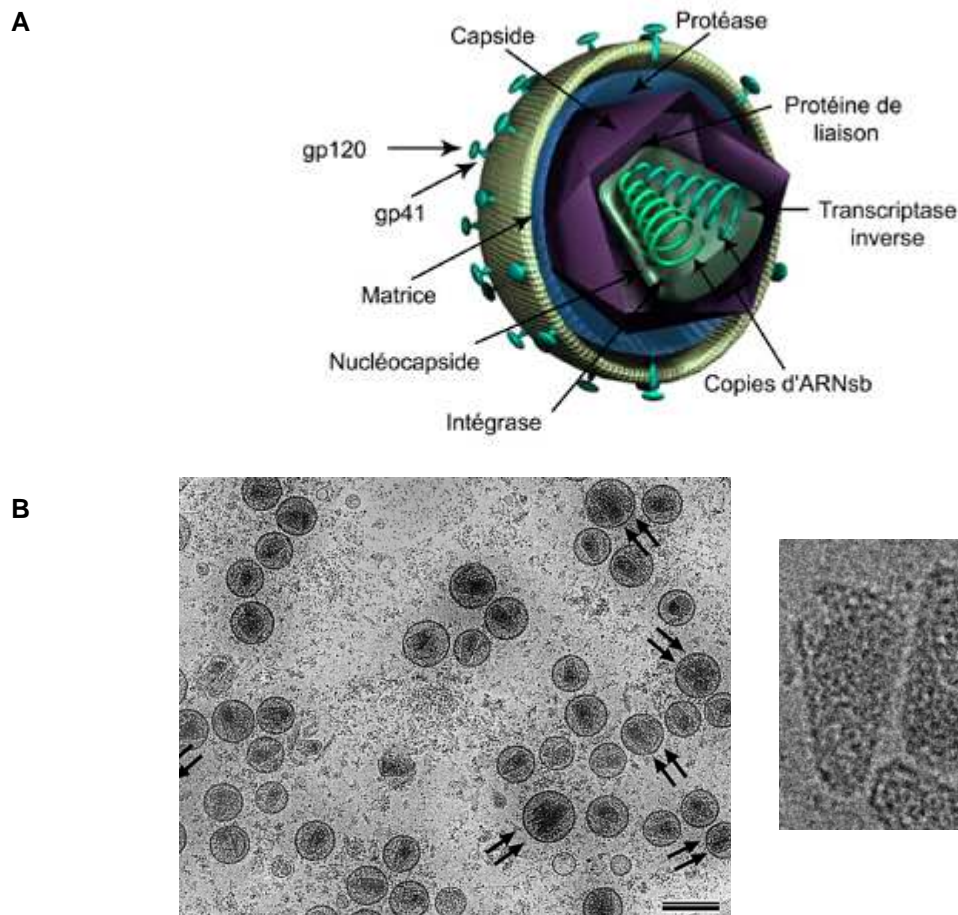 A
Capside
Protéase
Protéine de
liaison
gp120
gp41
Transcriptase
inverse
Matrice
Nucléocapside
Copies d'ARNsb
Intégrase
B